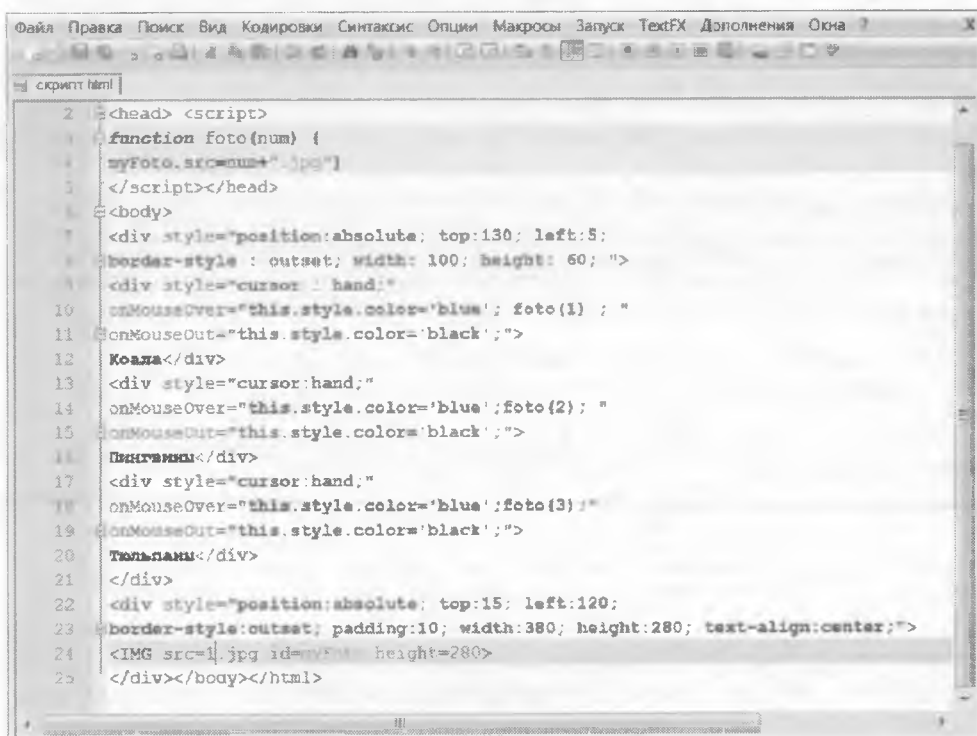 Файл Правка Поиск Вид Кодировки Синтаксис Опции Макросы Запуск TextFX Дополнения Окна ? X
скрипт html
2 <head> <script>
function foto(num) {
myFoto.src=num+".jpg"}
</script></head>
<body>
7 <div style="position:absolute; top:130; left:5;
border-style : outset; width: 100; height: 60; ">
<div style="cursor : hand;"
10 onMouseOver="this.style.color='blue'; foto(1) ; "
11 onMouseOut="this.style.color='black';">
12 Коала</div>
13 <div style="cursor:hand;"
14 onMouseOver="this.style.color='blue';foto(2); "
15 onMouseOut="this.style.color='black';">
16 Пингвины</div>
17 <div style="cursor:hand;"
18 onMouseOver="this.style.color='blue';foto(3);"
19 onMouseOut="this.style.color='black';">
20 Тюльпаны</div>
21 </div>
22 <div style="position:absolute; top:15; left:120;
23 border-style:outset; padding:10; width:380; height:280; text-align:center;">
24 <IMG src=1.jpg id=myFoto height=280>
25 </div></body></html>